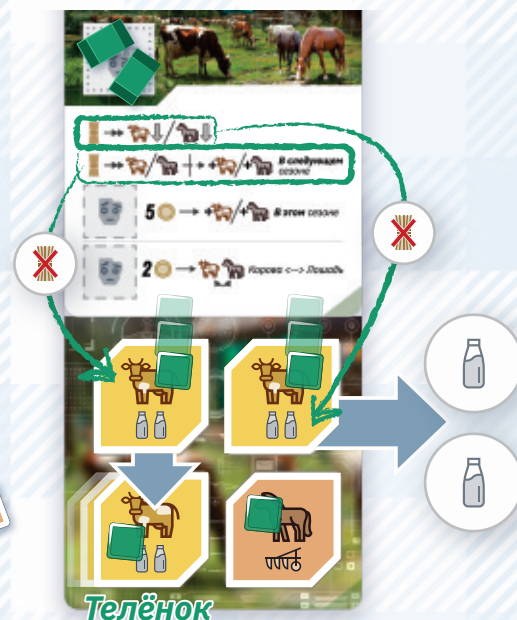 В следующем
сезоне
5 В этом сезоне
2 Корова <--> Лошадь
Телёнок